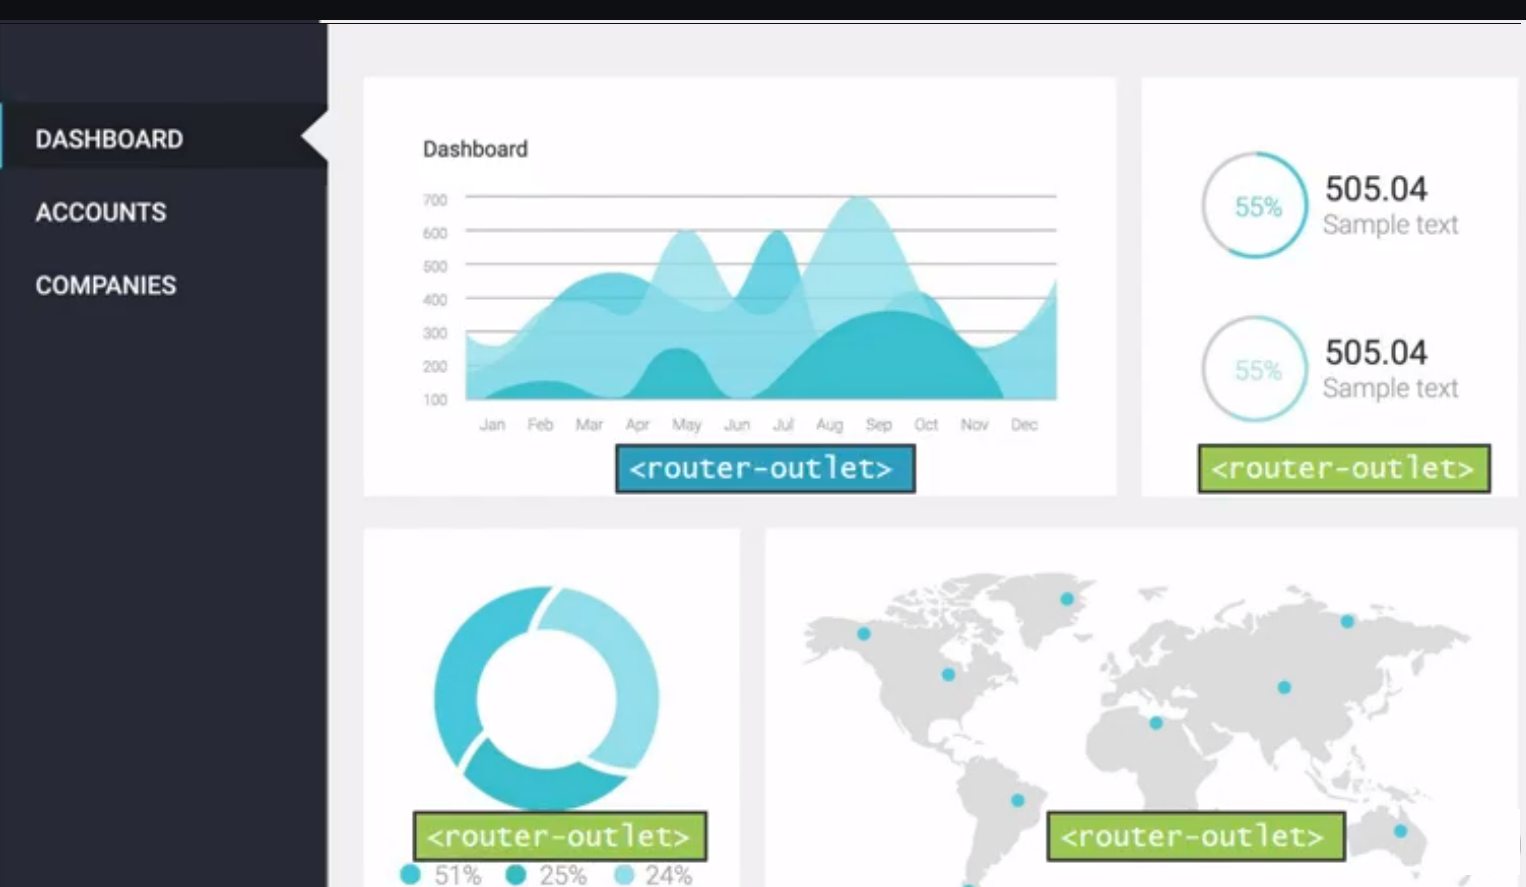 DASHBOARD
ACCOUNTS
COMPANIES
Dashboard
700
600
500
400
300
200
100
Jan Feb Mar Apr May Jun Jul Aug Sep Oct Nov Dec
<router-outlet>
55%
505.04
Sample text
55%
505.04
Sample text
<router-outlet>
<router-outlet>
51% 25% 24%
<router-outlet>